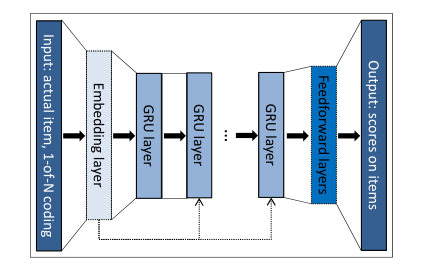 Input: actual item, 1-of-N coding
Embedding layer
GRU layer
GRU layer
...
GRU layer
Feedforward layers
Output: scores on items